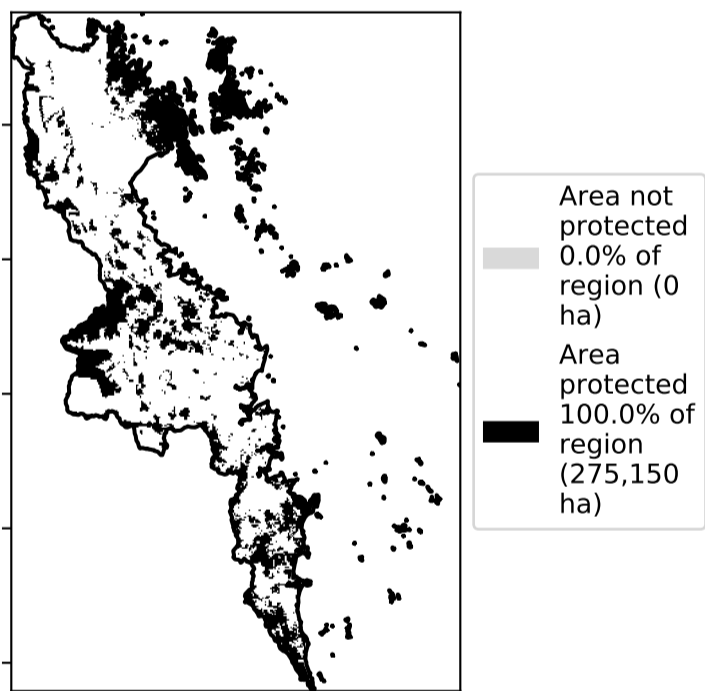 Area not
protected
0.0% of
region (0
ha)
Area
protected
100.0% of
region
(275,150
ha)